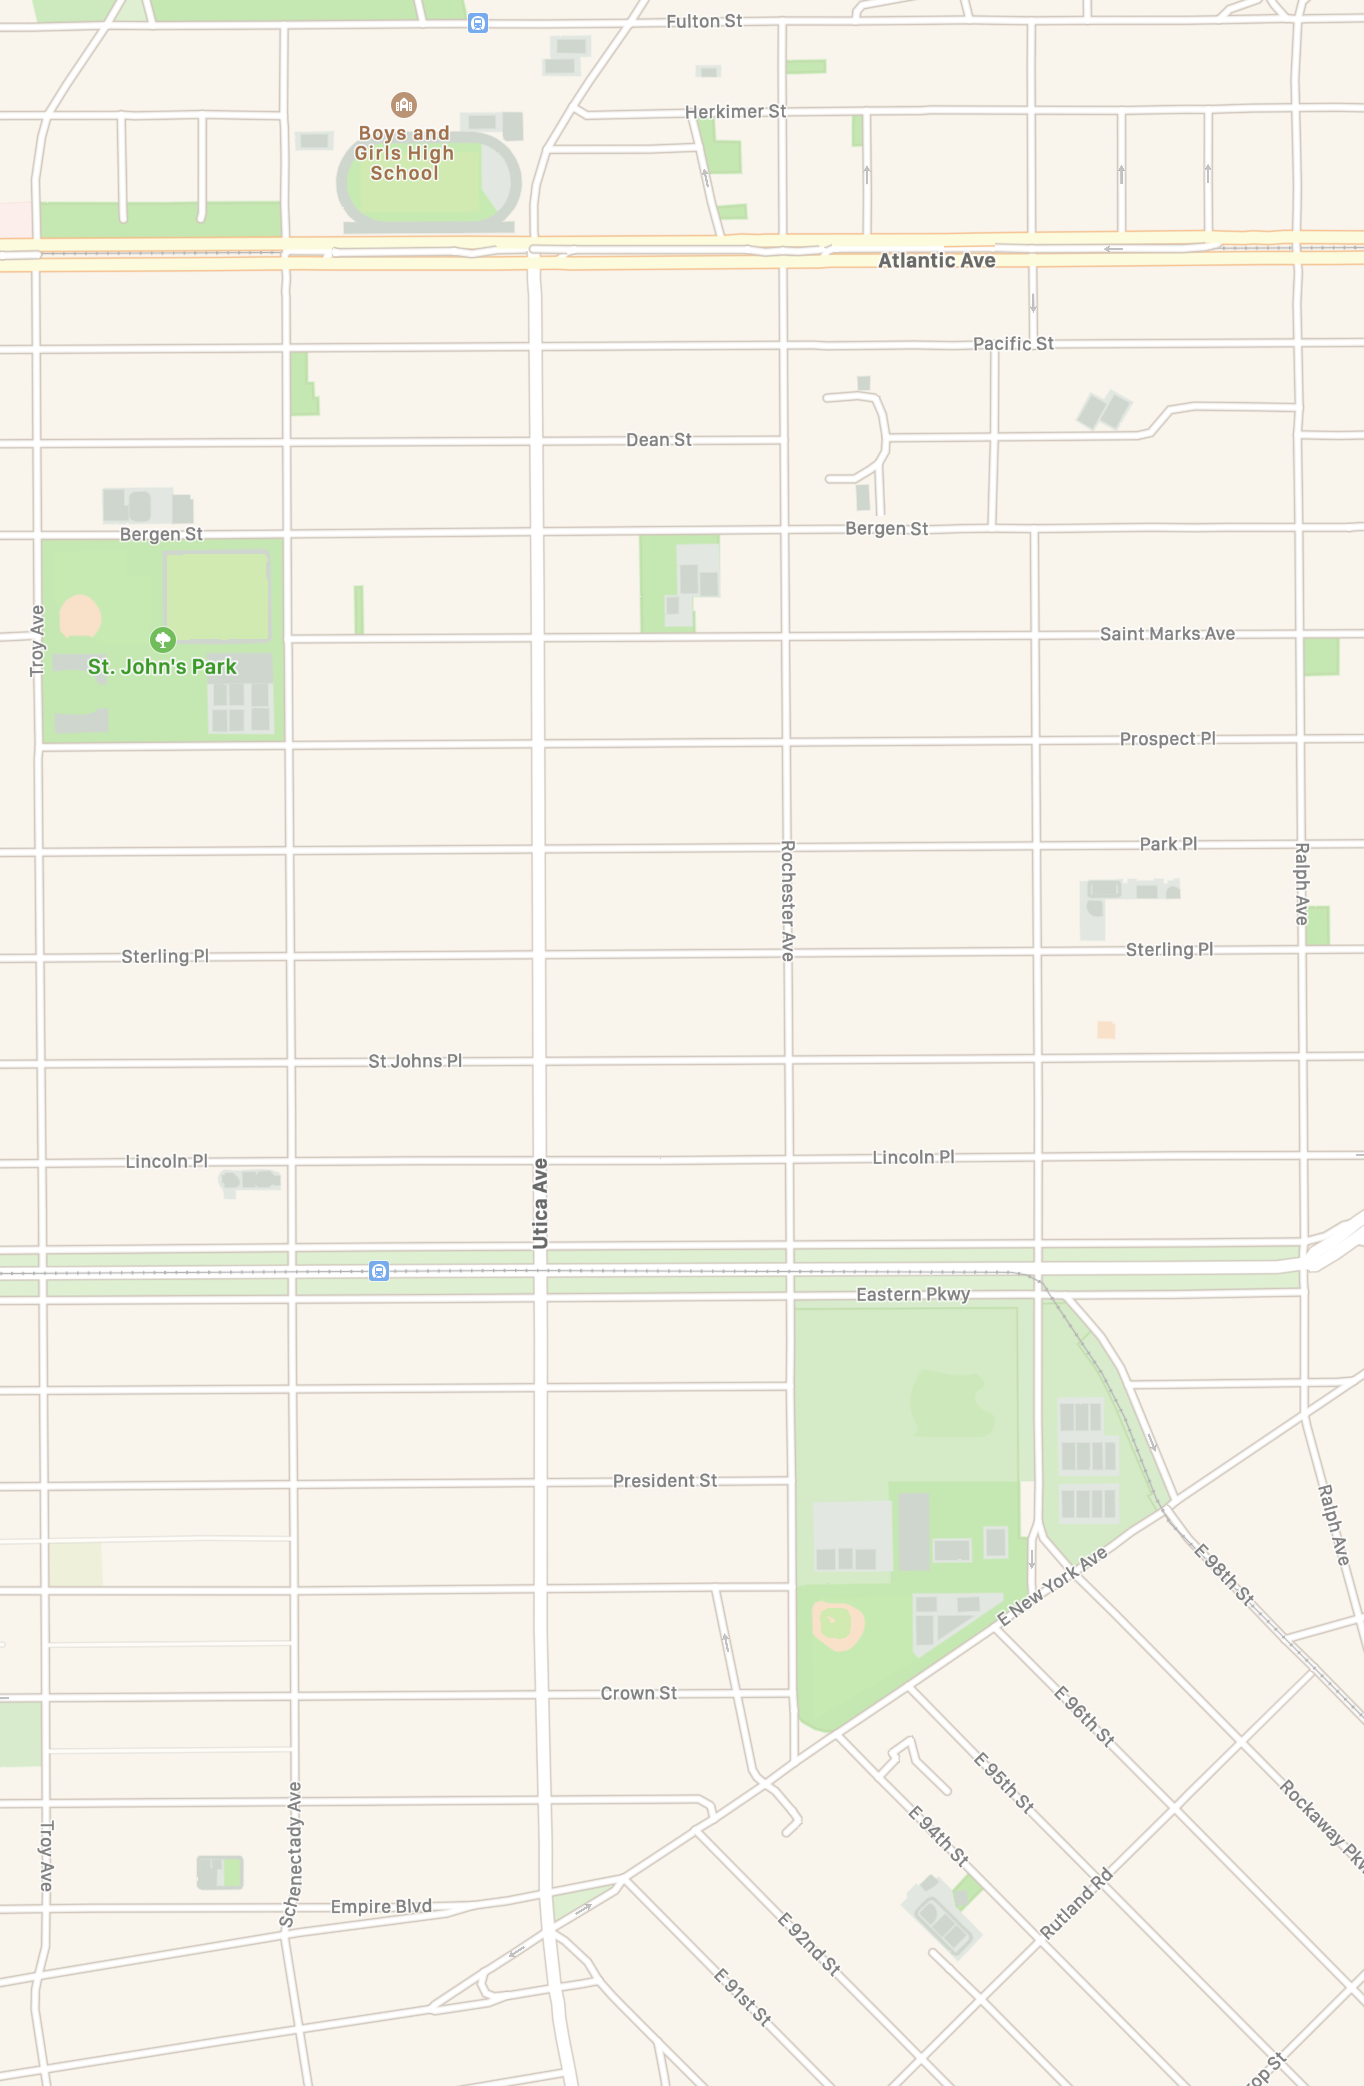 Fulton St
Herkimer St
Boys and
Girls High
School
Atlantic Ave
Pacific St
Dean St
Bergen St
Bergen St
Troy Ave
St. John's Park
Saint Marks Ave
Prospect Pl
Park Pl
Rochester Ave
Ralph Ave
Sterling Pl
Sterling Pl
St Johns Pl
Lincoln Pl
Lincoln Pl
Utica Ave
Eastern Pkwy
President St
Ralph Ave
E 98th St
E New York Ave
Crown St
E 96th St
E 95th St
Rockaway Pkw
E 94th St
Schenectady Ave
Troy Ave
Empire Blvd
Rutland Rd
E 92nd St
E 91st St
op St